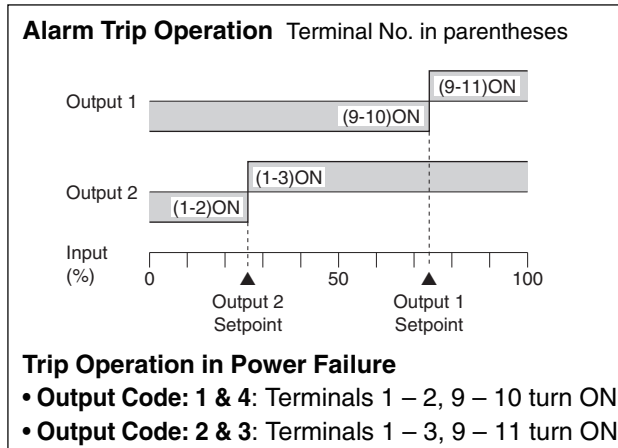 Alarm Trip Operation Terminal No. in parentheses
Output 1
(9-11)ON
(9-10)ON
Output 2
(1-3)ON
(1-2)ON
Input
(%)
0
50
100
Output 2
Setpoint
Output 1
Setpoint
Trip Operation in Power Failure
• Output Code: 1 & 4: Terminals 1 – 2, 9 – 10 turn ON
• Output Code: 2 & 3: Terminals 1 – 3, 9 – 11 turn ON